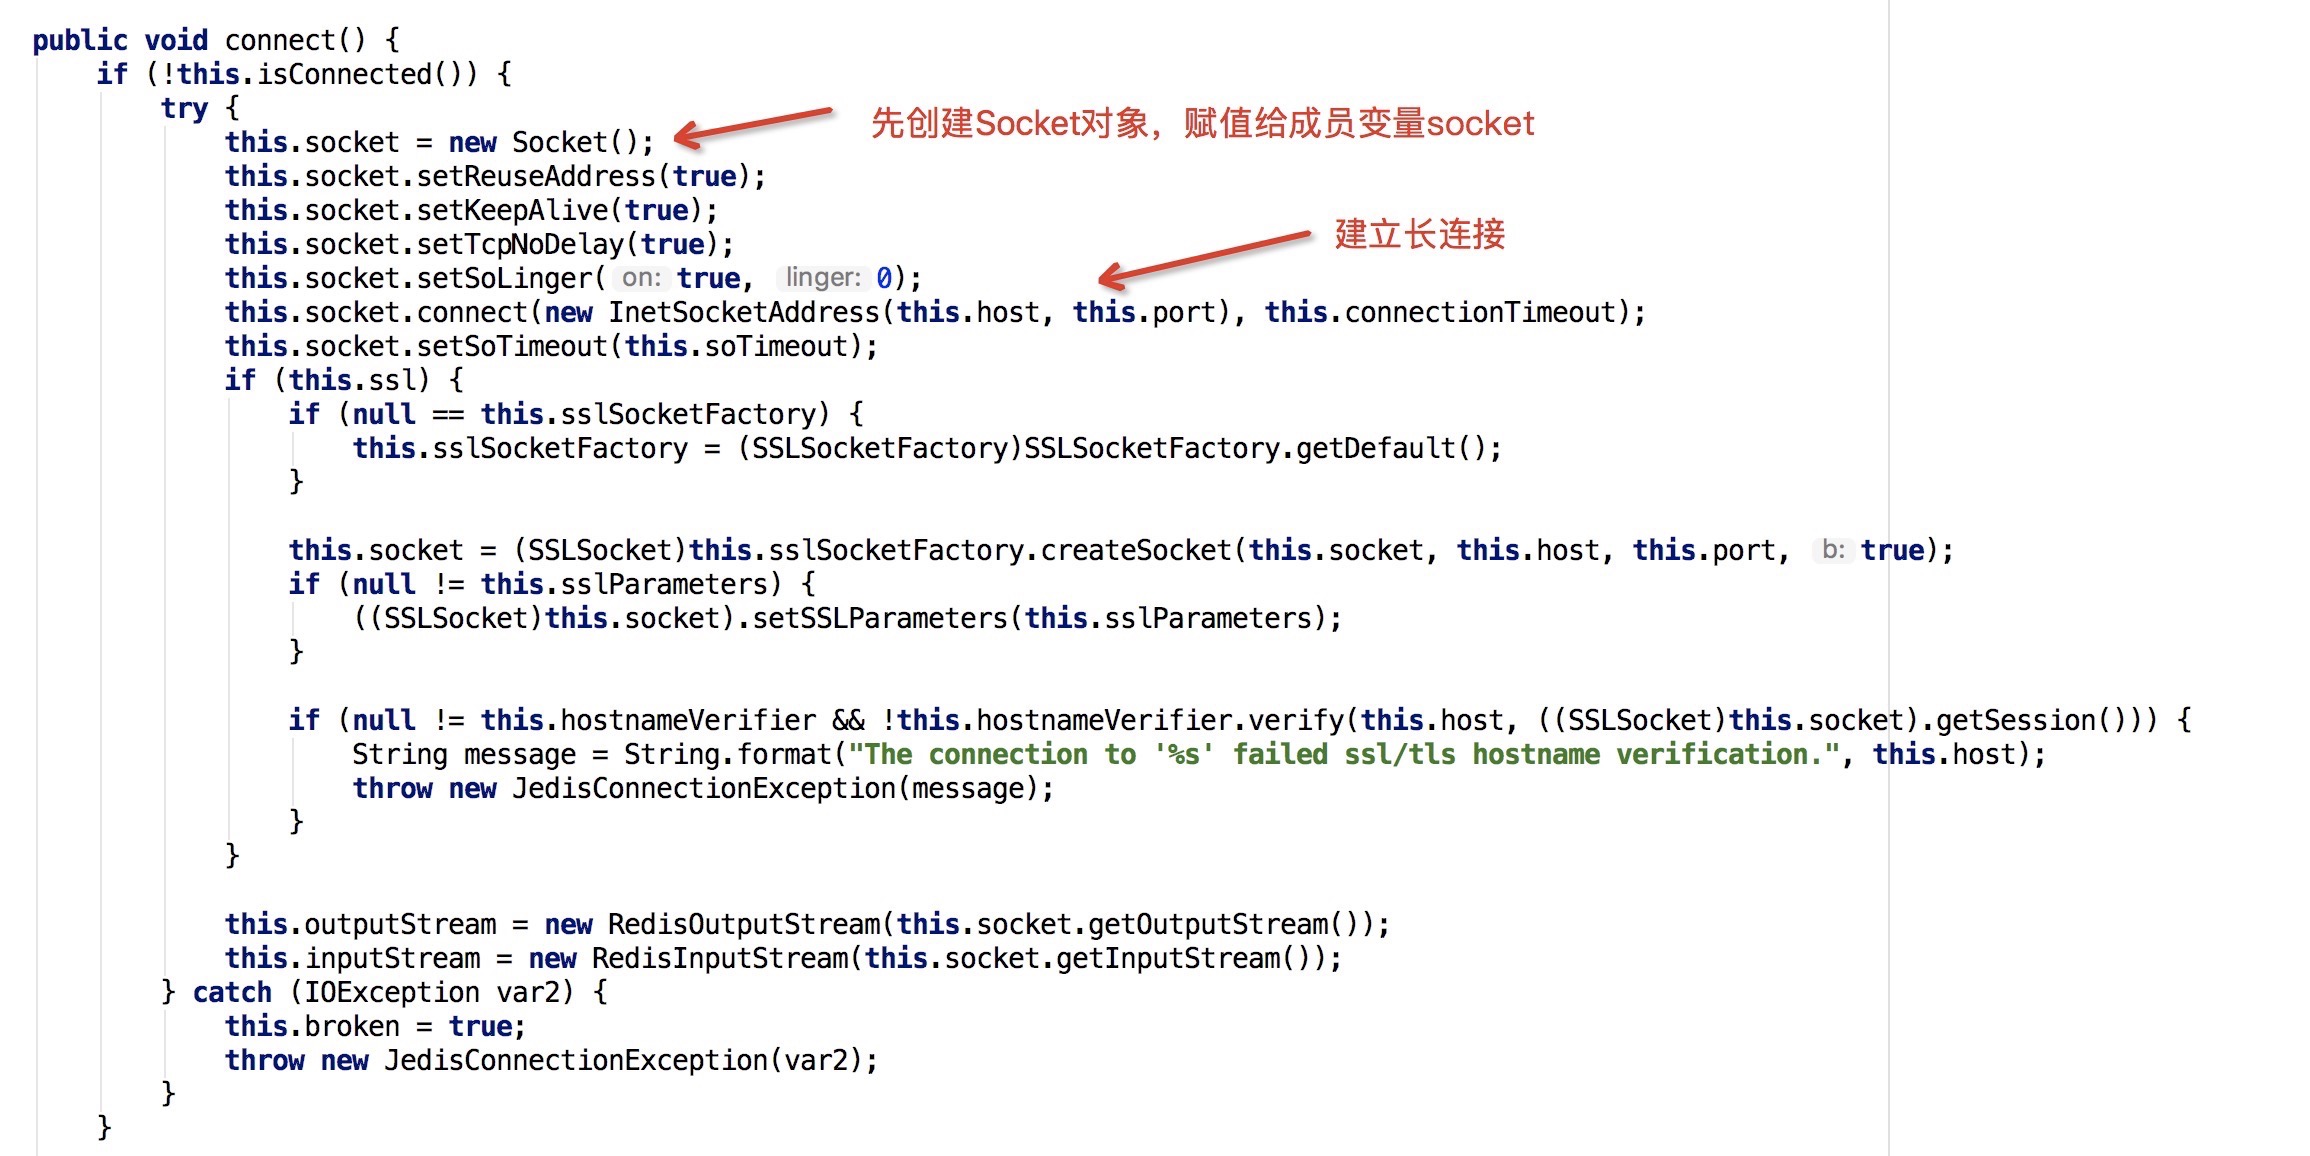 public void connect() {
if (!this.isConnected()) {
try {
this.socket = new Socket();
先创建Socket对象，赋值给成员变量socket
this.socket.setReuseAddress(true);
this.socket.setKeepAlive(true);
this.socket.setTcpNoDelay(true);
建立长连接
this.socket.setSoLinger( on: true, linger: 0);
this.socket.connect(new InetSocketAddress(this.host, this.port), this.connectionTimeout);
this.socket.setSoTimeout(this.soTimeout);
if (this.ssl) {
if (null == this.sslSocketFactory) {
this.sslSocketFactory = (SSLSocketFactory)SSLSocketFactory.getDefault();
}
this.socket = (SSLSocket)this.sslSocketFactory.createSocket(this.socket, this.host, this.port, b: true);
if (null != this.sslParameters) {
((SSLSocket)this.socket).setSSLParameters(this.sslParameters);
}
if (null != this.hostnameVerifier && !this.hostnameVerifier.verify(this.host, ((SSLSocket)this.socket).getSession())) {
String message = String.format("The connection to '%s' failed ssl/tls hostname verification.", this.host);
throw new JedisConnectionException(message);
}
}
this.outputStream = new RedisOutputStream(this.socket.getOutputStream());
this.inputStream = new RedisInputStream(this.socket.getInputStream());
} catch (IOException var2) {
this.broken = true;
throw new JedisConnectionException(var2);
}
}